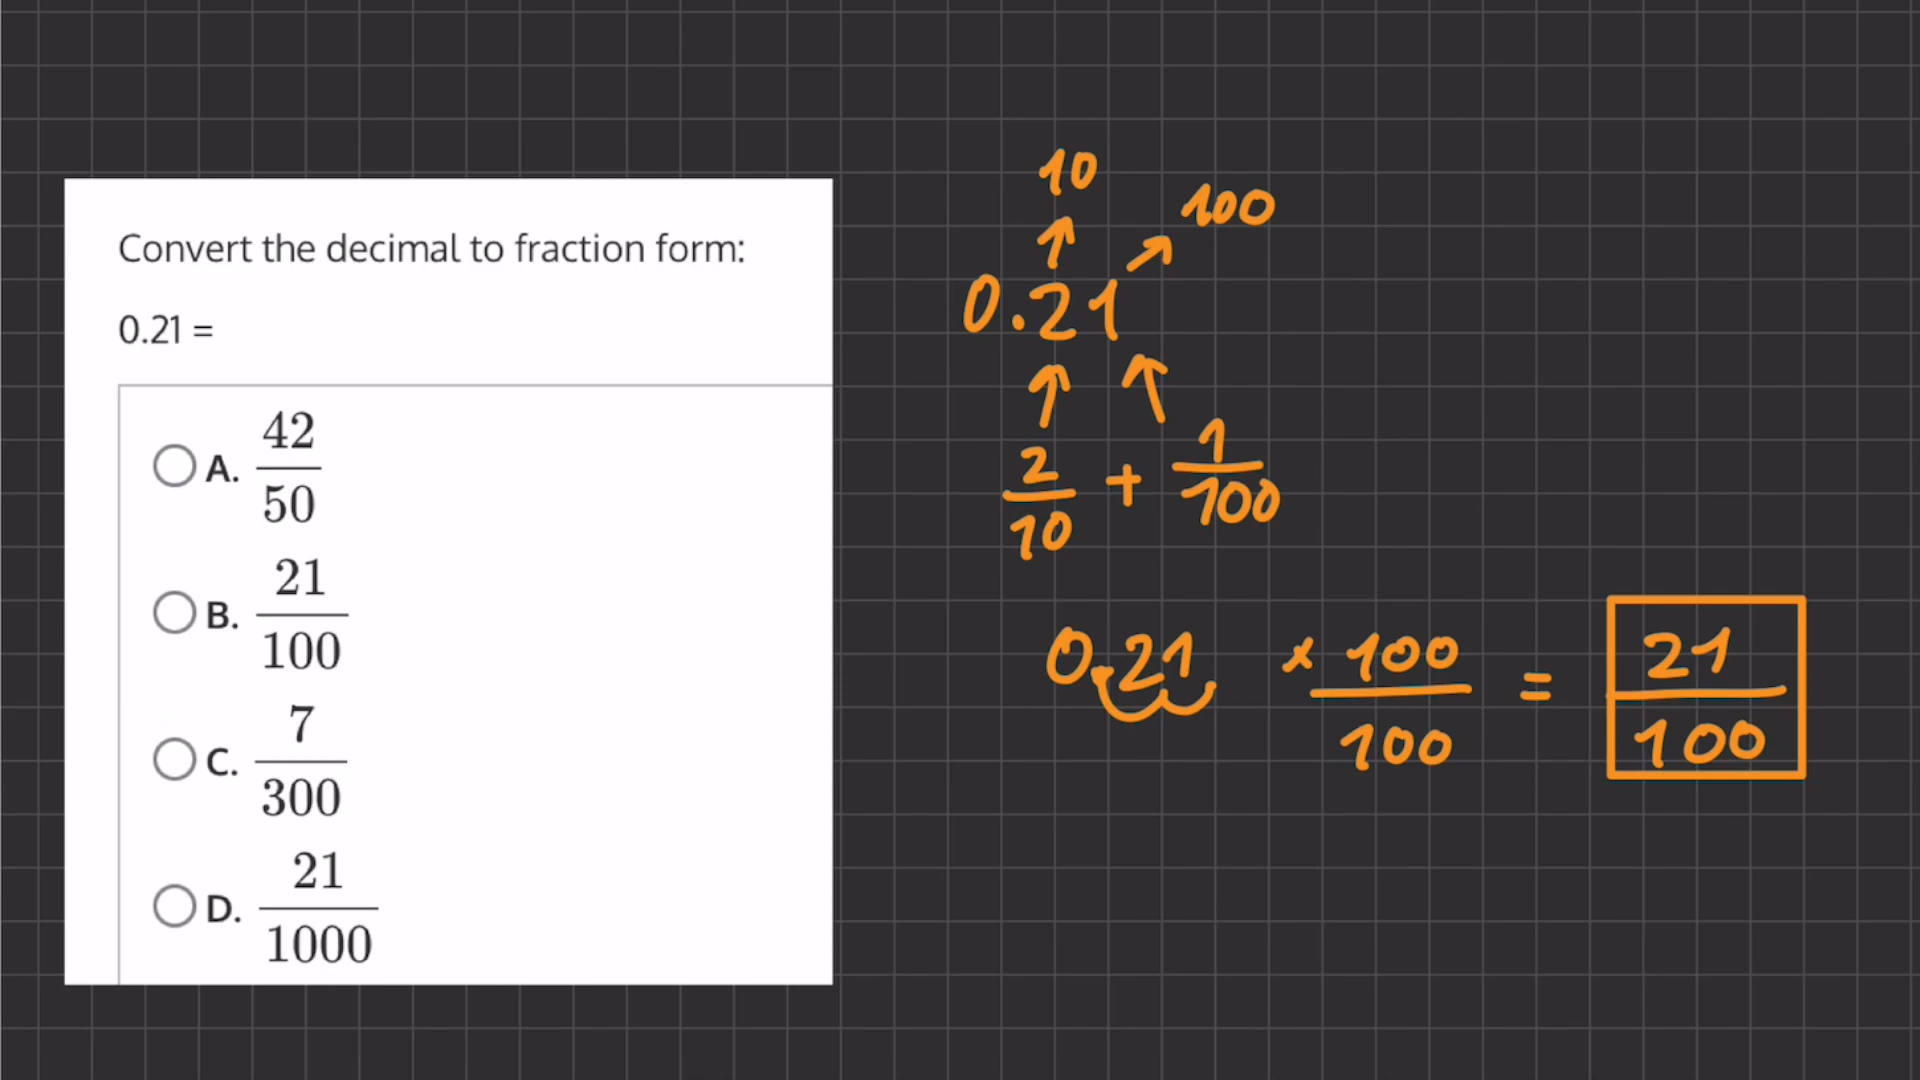 Convert the decimal to fraction form:
0.21 =
A. 42/50
B. 21/100
C. 7/300
D. 21/1000
10
100
0.21
2/10 + 1/100
0.21 × 100/100 = 21/100